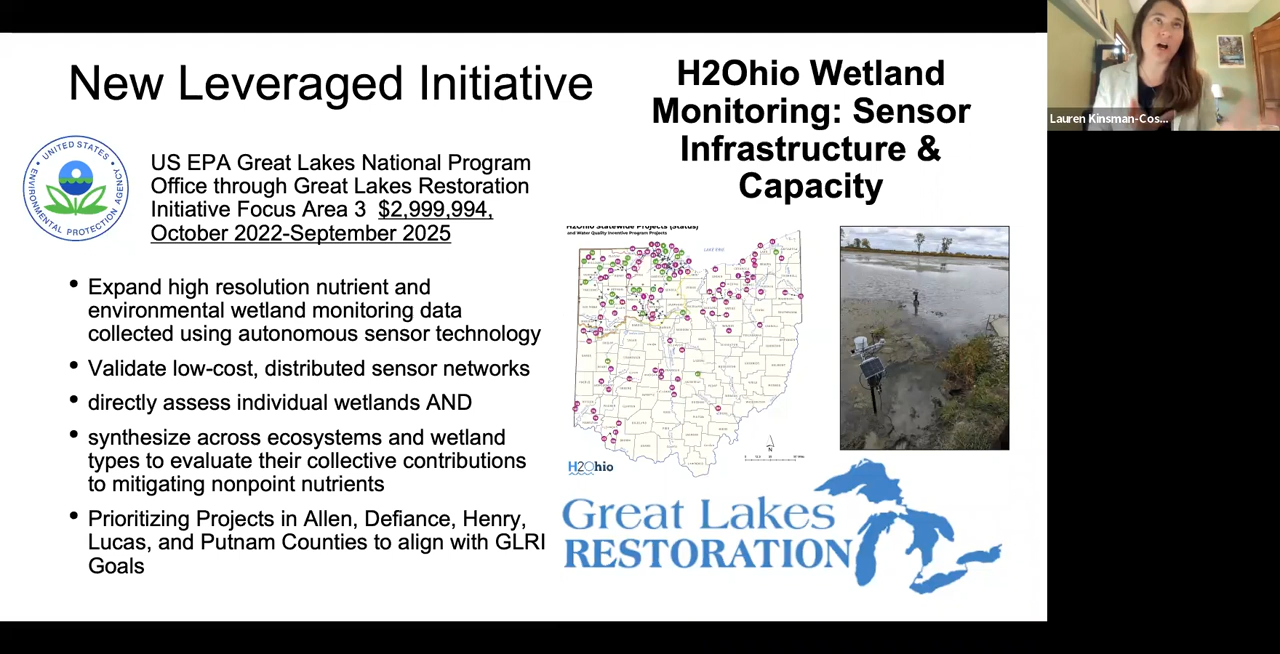 New Leveraged Initiative
UNITED STATES
ENVIRONMENTAL PROTECTION AGENCY
US EPA Great Lakes National Program
Office through Great Lakes Restoration
Initiative Focus Area 3 $2,999,994,
October 2022-September 2025
• Expand high resolution nutrient and
environmental wetland monitoring data
collected using autonomous sensor technology
• Validate low-cost, distributed sensor networks
• directly assess individual wetlands AND
• synthesize across ecosystems and wetland
types to evaluate their collective contributions
to mitigating nonpoint nutrients
• Prioritizing Projects in Allen, Defiance, Henry,
Lucas, and Putnam Counties to align with GLRI
Goals
H2Ohio Wetland
Monitoring: Sensor
Infrastructure &
Capacity
H2Ohio Statewide Projects (Status)
and Water Quality Incentive Program Projects
LAKE ERIE
N
H2Ohio
Great Lakes
RESTORATION
Lauren Kinsman-Cos...